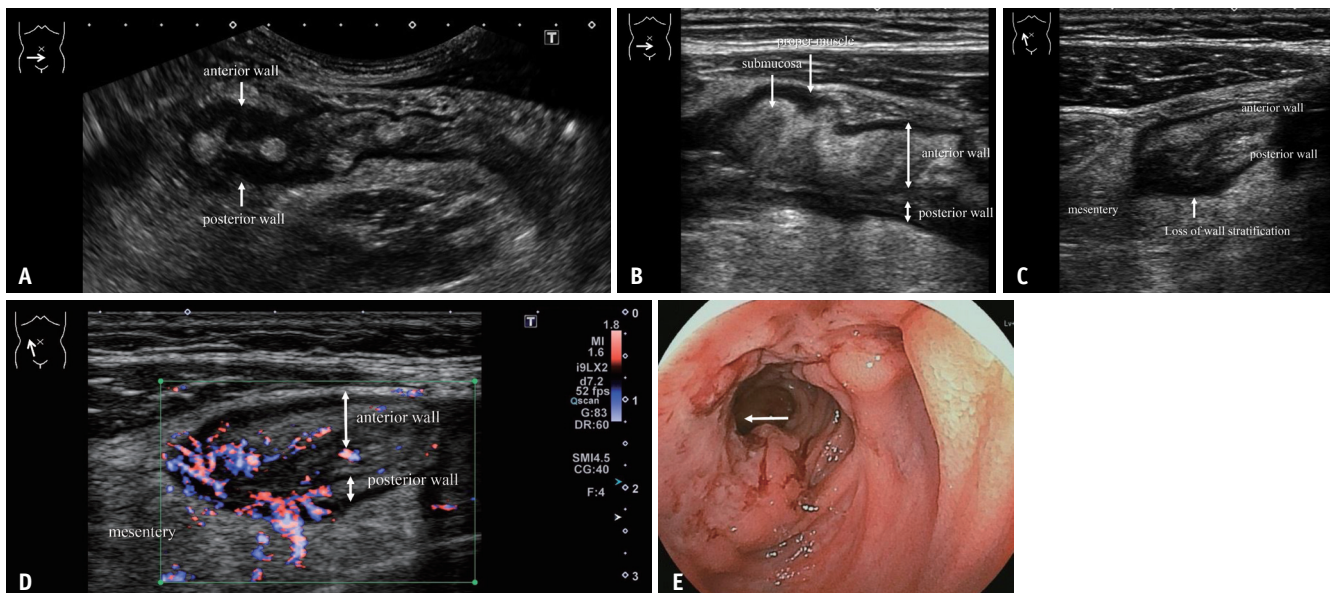 T
anterior wall
posterior wall
A
proper muscle
submucosa
anterior wall
posterior wall
B
anterior wall
posterior wall
mesentery
Loss of wall stratification
C
T
0
1.8
MI
1.6
i9LX2
d7.2
52 fps
Qscan
G:83
DR:60
1
SMI4.5
CG:40
F:4
2
3
anterior wall
posterior wall
mesentery
D
E